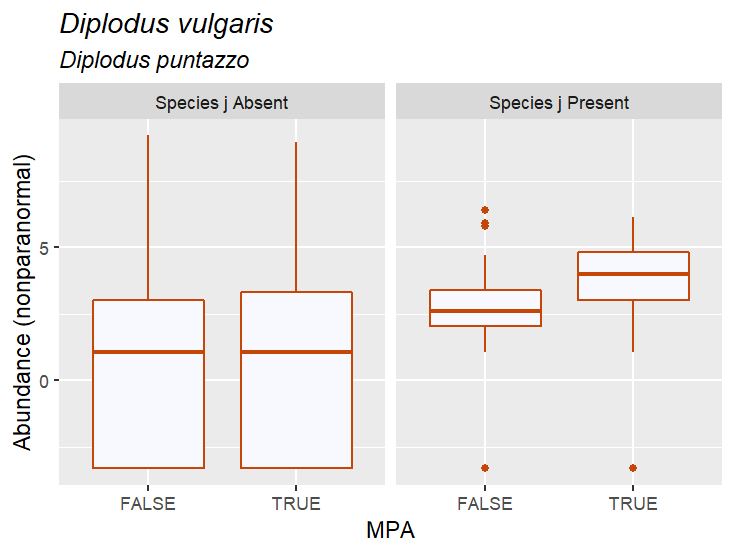 Diplodus vulgaris
Diplodus puntazzo
Species j Absent
Species j Present
Abundance (nonparanormal)
5
0
FALSE
TRUE
FALSE
TRUE
MPA